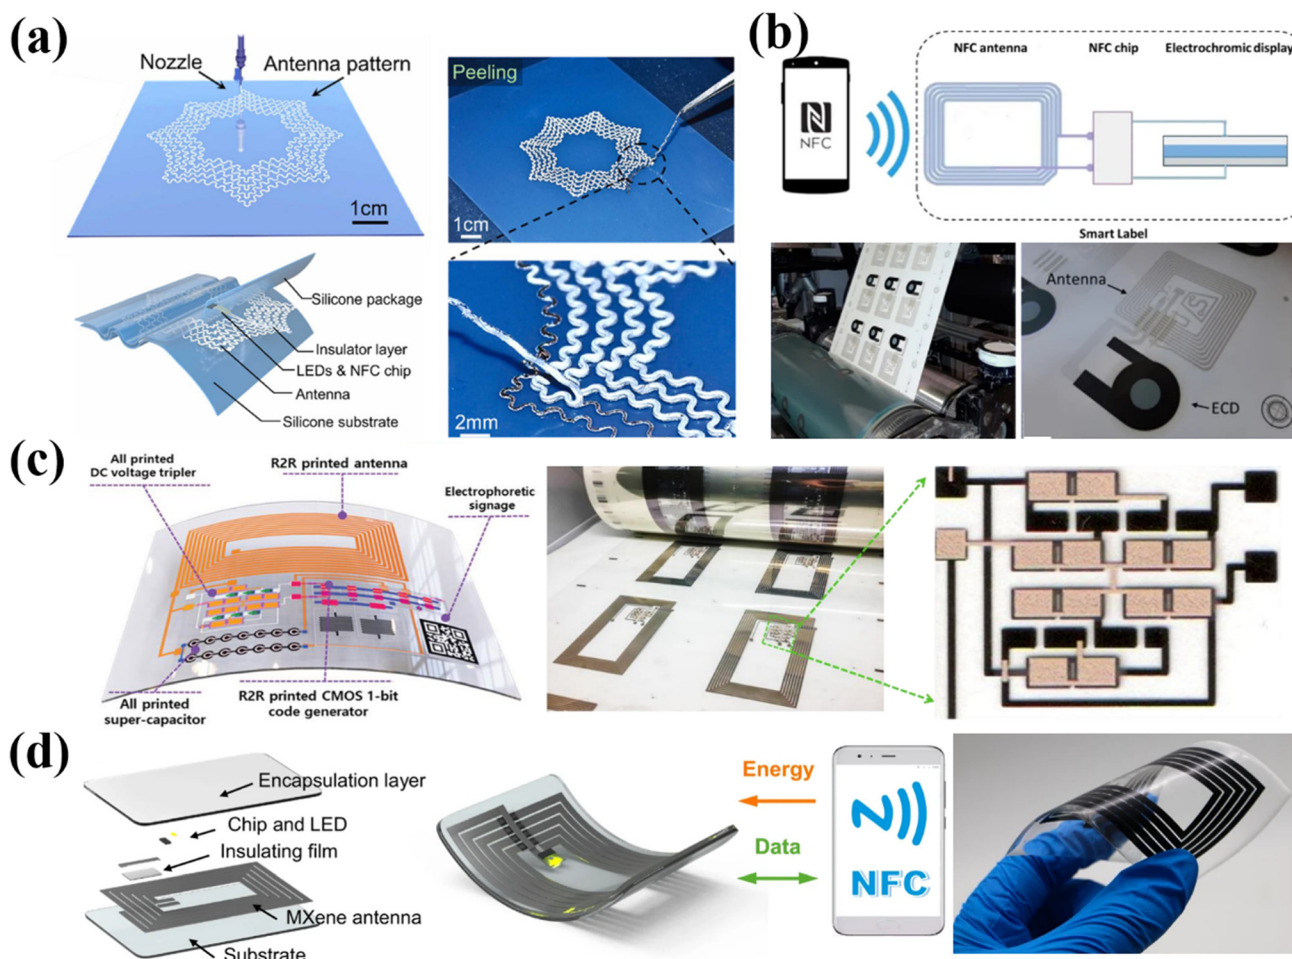 (a)
Nozzle
Antenna pattern
1cm
Peeling
1cm
Silicone package
Insulator layer
LEDs & NFC chip
Antenna
Silicone substrate
2mm
(b)
NFC antenna
NFC chip
Electrochromic display
NFC
Smart Label
Antenna
ECD
(c)
All printed
DC voltage tripler
R2R printed antenna
Electrophoretic
signage
All printed
super-capacitor
R2R printed CMOS 1-bit
code generator
(d)
Encapsulation layer
Chip and LED
Insulating film
MXene antenna
Substrate
Energy
Data
NFC